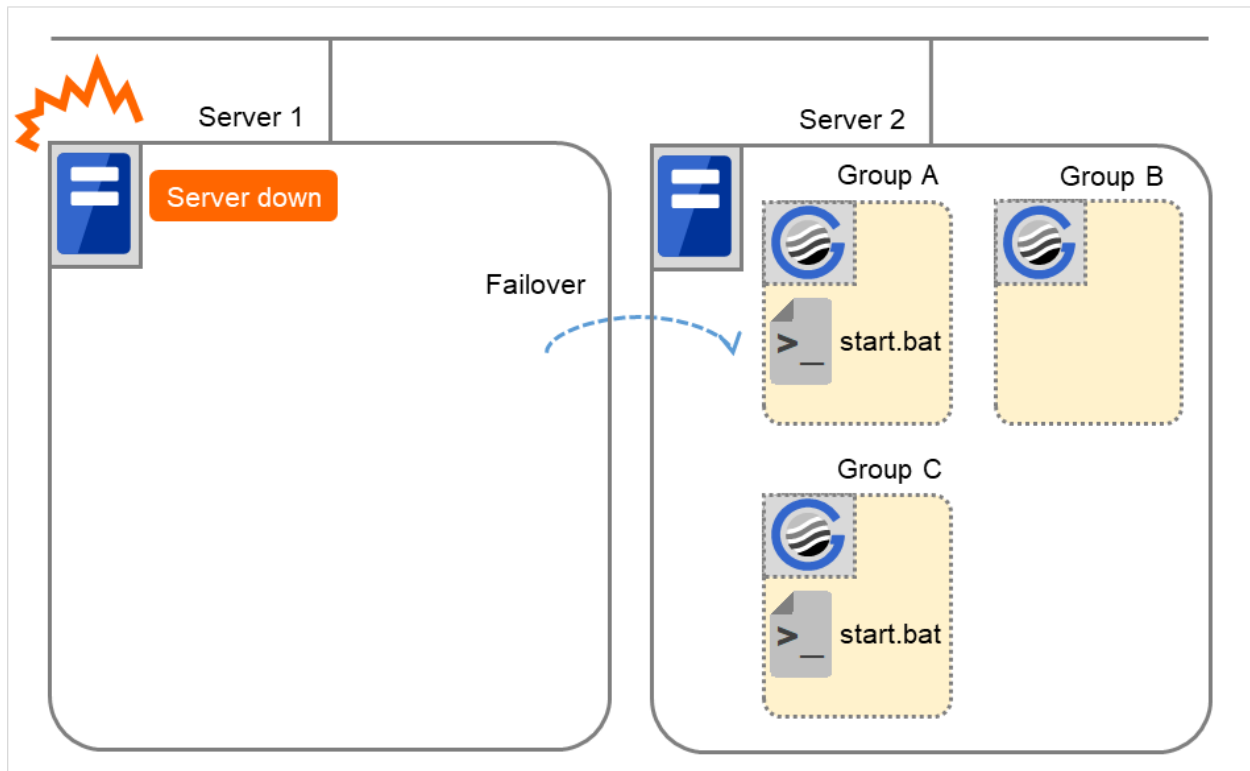 Server 1
Server 2
Server down
Group A
Group B
Failover
>_ start.bat
Group C
>_ start.bat